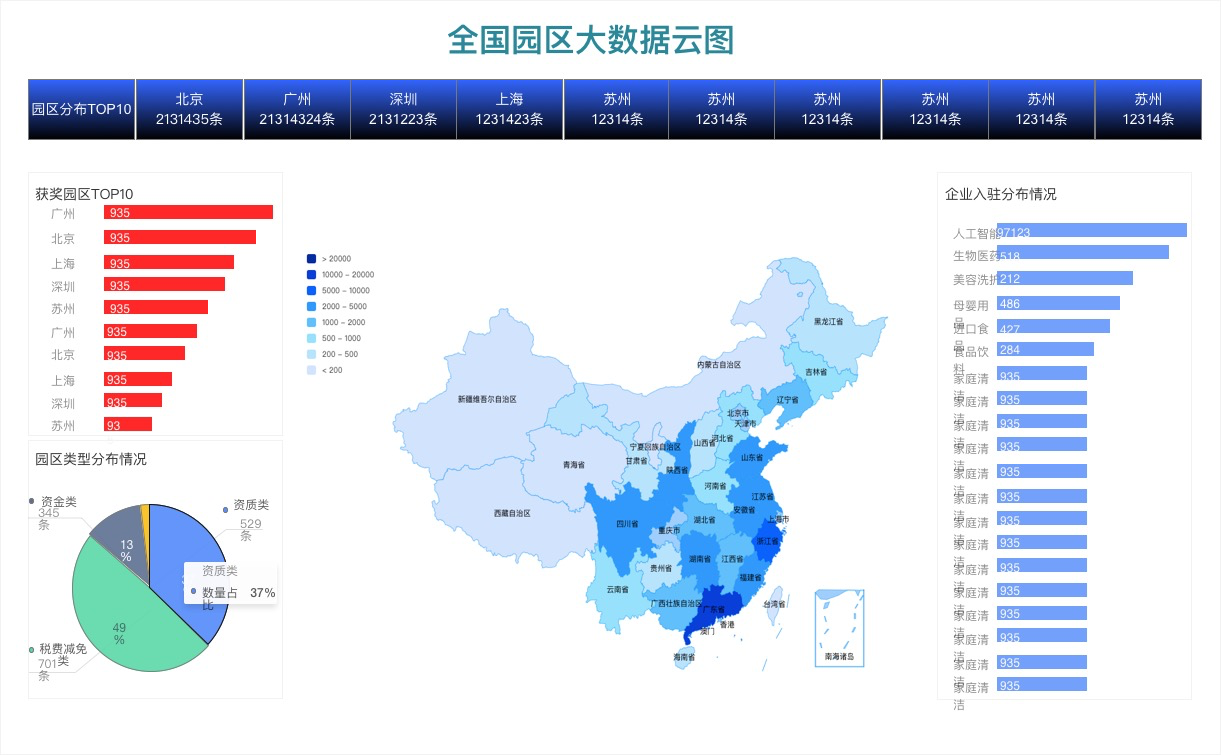 全国园区大数据云图
园区分布TOP10
北京
2131435条
广州
21314324条
深圳
2131223条
上海
1231423条
苏州
12314条
苏州
12314条
苏州
12314条
苏州
12314条
苏州
12314条
苏州
12314条
获奖园区TOP10
广州 935
北京 935
上海 935
深圳 935
苏州 935
广州 935
北京 935
上海 935
深圳 935
苏州 93
园区类型分布情况
资金类
345
条
资质类
529
条
13
%
资质类
数量占
比
37%
49
%
税费减免
类
701
条
> 20000
10000 - 20000
5000 - 10000
2000 - 5000
1000 - 2000
500 - 1000
200 - 500
< 200
黑龙江省
内蒙古自治区
吉林省
新疆维吾尔自治区
辽宁省
北京市
天津市
河北省
山西省
宁夏回族自治区
甘肃省
青海省
陕西省
山东省
河南省
西藏自治区
江苏省
安徽省
四川省
湖北省
上海市
重庆市
浙江省
湖南省
江西省
贵州省
福建省
云南省
广西壮族自治区
广东省
台湾省
香港
澳门
海南省
南海诸岛
企业入驻分布情况
人工智能 97123
生物医药 518
美容洗护 212
母婴用
品
486
进口食
品
427
食品饮
料
284
家庭清
洁
935
家庭清
洁
935
家庭清
洁
935
家庭清
洁
935
家庭清
洁
935
家庭清
洁
935
家庭清
洁
935
家庭清
洁
935
家庭清
洁
935
家庭清
洁
935
家庭清
洁
935
家庭清
洁
935
家庭清
洁
935
家庭清
洁
935